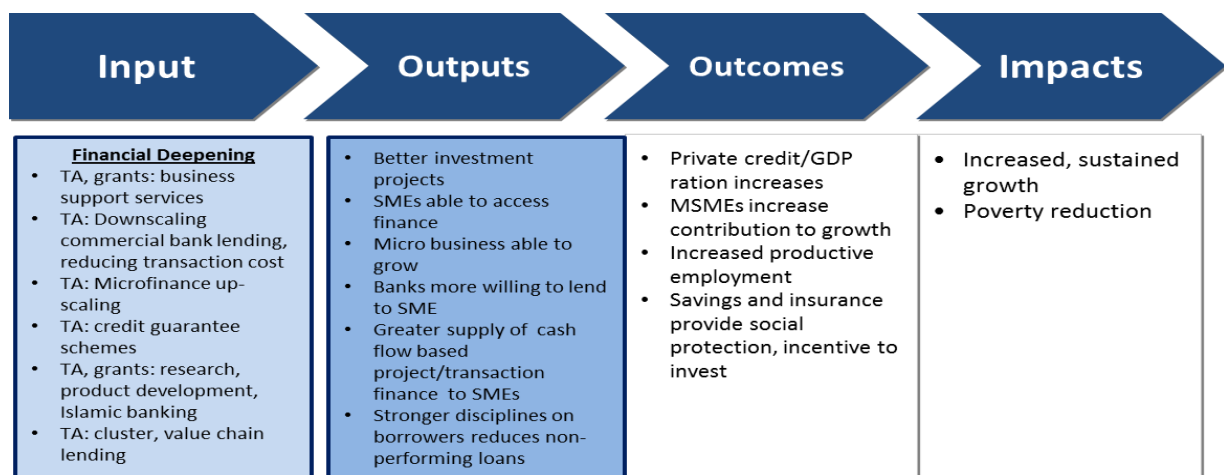 Input
Outputs
Outcomes
Impacts
Financial Deepening
• TA, grants: business
support services
• TA: Downscaling
commercial bank lending,
reducing transaction cost
• TA: Microfinance up-
scaling
• TA: credit guarantee
schemes
• TA, grants: research,
product development,
Islamic banking
• TA: cluster, value chain
lending
• Better investment
projects
• SMEs able to access
finance
• Micro business able to
grow
• Banks more willing to lend
to SME
• Greater supply of cash
flow based
project/transaction
finance to SMEs
• Stronger disciplines on
borrowers reduces non-
performing loans
• Private credit/GDP
ration increases
• MSMEs increase
contribution to growth
• Increased productive
employment
• Savings and insurance
provide social
protection, incentive to
invest
• Increased, sustained
growth
• Poverty reduction